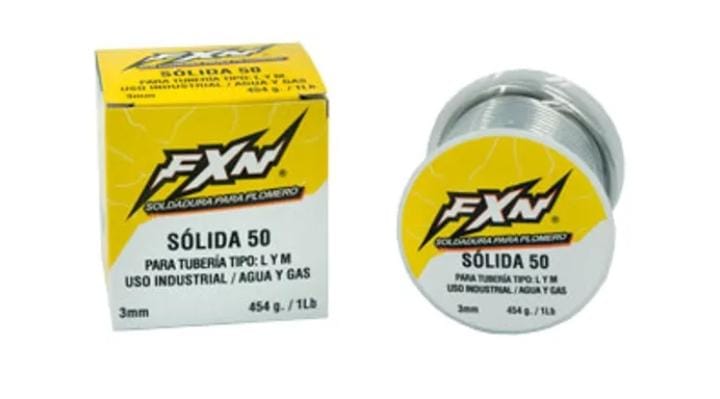 FXN
SÓLIDA 50
PARA TUBERÍA TIPO: L Y M
USO INDUSTRIAL / AGUA Y GAS
3mm 454 g. / 1Lb
FXN®
SOLDADURA PARA PLOMERO
SÓLIDA 50
PARA TUBERÍA TIPO: L Y M
USO INDUSTRIAL / AGUA Y GAS
3mm 454 g. / 1Lb
FXN®
SOLDADURA PARA PLOMERO
SÓLIDA 50
PARA TUBERÍA TIPO: L Y M
USO INDUSTRIAL / AGUA Y GAS
3mm 454 g. / 1Lb